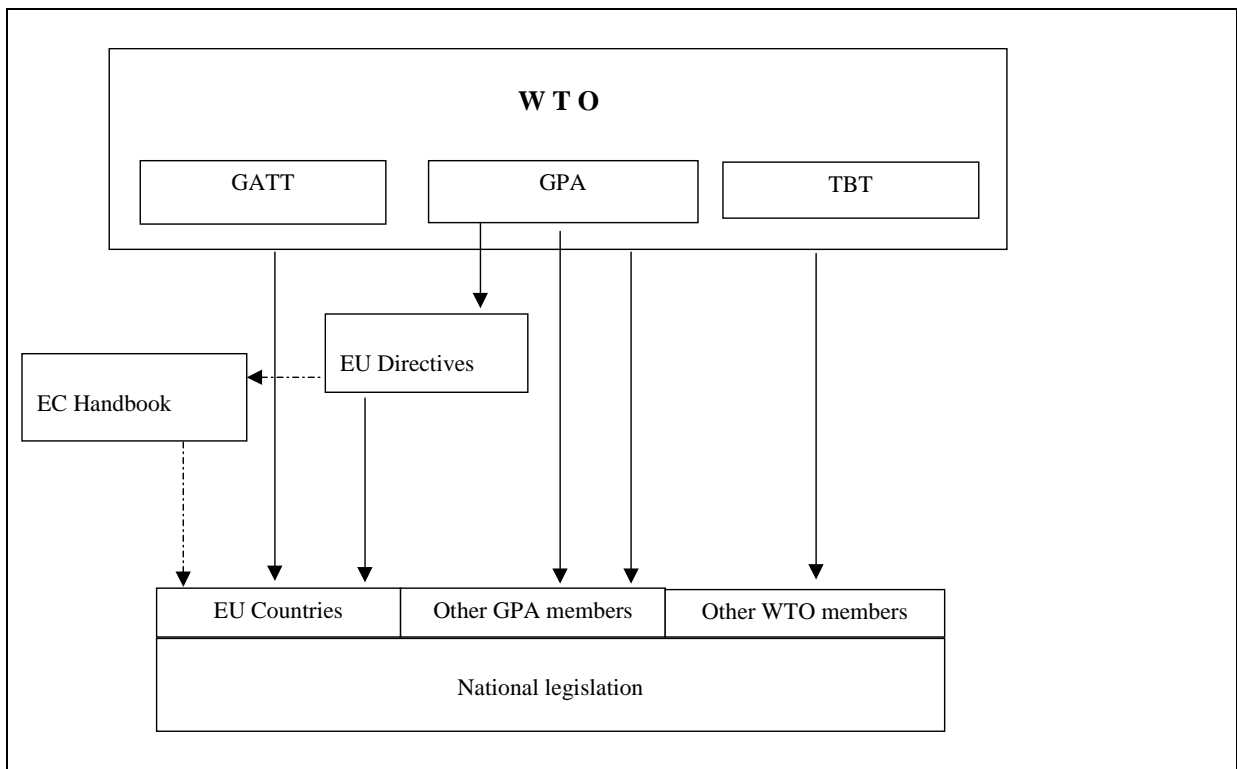 W T O
GATT
GPA
TBT
EU Directives
EC Handbook
EU Countries
Other GPA members
Other WTO members
National legislation